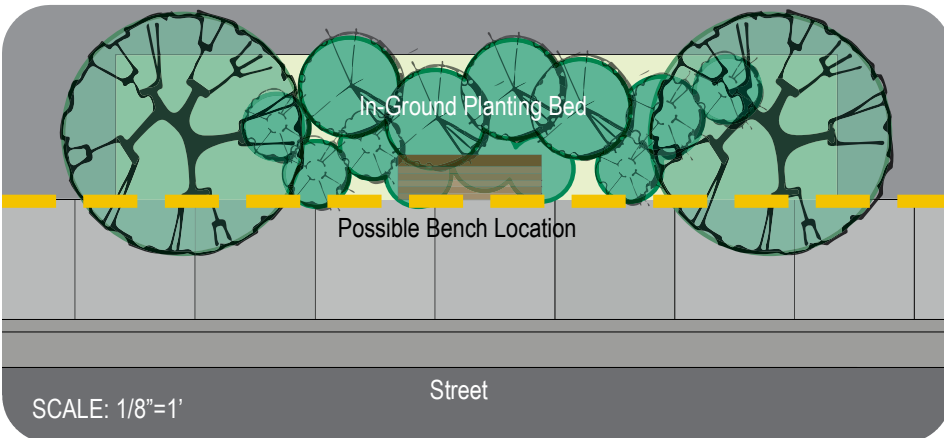 In-Ground Planting Bed
Possible Bench Location
Street
SCALE: 1/8”=1’